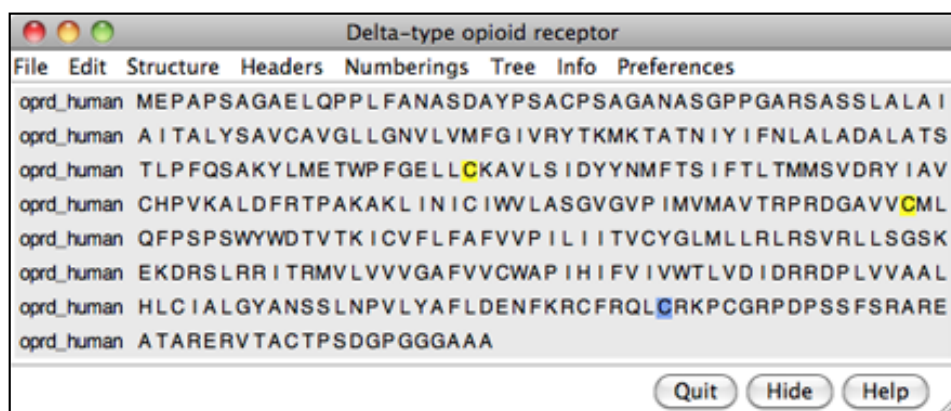 Delta-type opioid receptor
File Edit Structure Headers Numberings Tree Info Preferences
oprd_human MEPAPSAGAELQPPLFANASDAYPSACPSAGANASGPPGARSASSLALAI
oprd_human AITALYSAVCAVGLLGNVLVMFGIVRYTKMKTATNIYIFNLALADALATS
oprd_human TLPFQSAKYLMETWPFGELLCKAVLSIDYYNMFTSIFTLTMMSVDRYIAV
oprd_human CHPVKALDFRTPAKAKLINICIWVLASGVGVPIMVMAVTRPRDGAVVCML
oprd_human QFPSPSWYWDTVTKICVFLFAFVVPILIITVCYGLMLLRLRSVRLLSGSK
oprd_human EKDRSLRRITRMVLVVVGAFVVCWAPIHIFVIVWTLVDIDRRDPLVVAAL
oprd_human HLCIALGYANSSLNPVLYAFLDENFKRCFRQLCRKPCGRPDPSSFSRARE
oprd_human ATARERVTACTPSDGPGGGAAA
Quit Hide Help